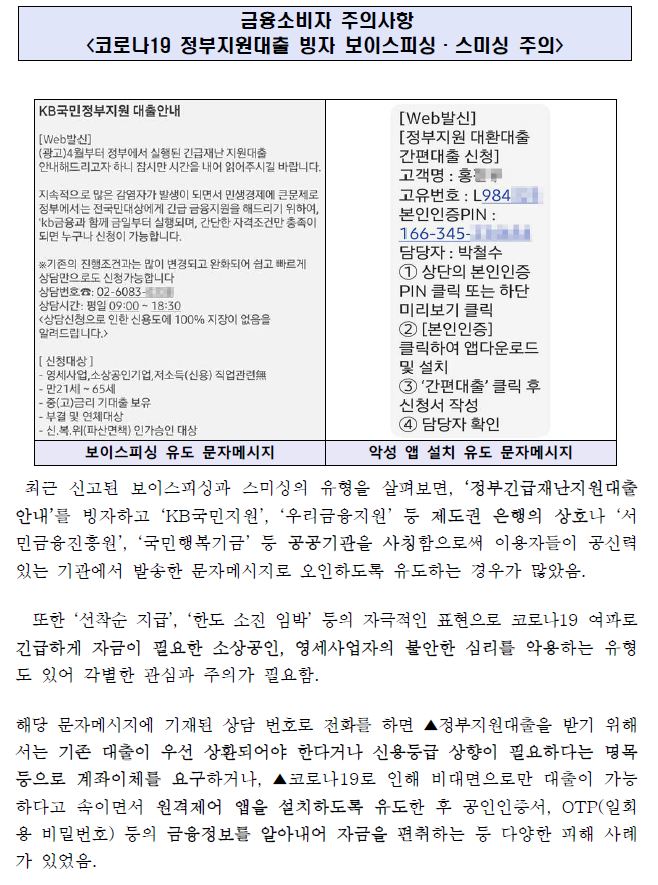 금융소비자 주의사항
<코로나19 정부지원대출 빙자 보이스피싱·스미싱 주의>
KB국민정부지원 대출안내
[Web발신]
(광고)4월부터 정부에서 실행된 긴급재난 지원대출
안내해드리고자 하니 잠시만 시간을 내어 읽어주시길 바랍니다.
지속적으로 많은 감염자가 발생이 되면서 민생경제에 큰문제로
정부에서는 전국민대상에게 긴급 금융지원을 해드리기 위하여,
'kb금융과 함께 금일부터 실행되며, 간단한 자격조건만 충족이
되면 누구나 신청이 가능합니다.
※기존의 진행조건과는 많이 변경되고 완화되어 쉽고 빠르게
상담만으로도 신청가능합니다
상담번호☎: 02-6083-
상담시간: 평일 09:00 ~ 18:30
<상담신청으로 인한 신용도에 100% 지장이 없음을
알려드립니다.>
[ 신청대상 ]
- 영세사업,소상공인기업,저소득(신용) 직업관련無
- 만21세 ~ 65세
- 중(고)금리 기대출 보유
- 부결 및 연체대상
- 신.복.위(파산면책) 인가승인 대상
보이스피싱 유도 문자메시지
[Web발신]
[정부지원 대환대출
간편대출 신청]
고객명 : 홍
고유번호 : L984
본인인증PIN :
166-345-
담당자 : 박철수
① 상단의 본인인증
PIN 클릭 또는 하단
미리보기 클릭
② [본인인증]
클릭하여 앱다운로드
및 설치
③ '간편대출' 클릭 후
신청서 작성
④ 담당자 확인
악성 앱 설치 유도 문자메시지
최근 신고된 보이스피싱과 스미싱의 유형을 살펴보면, '정부긴급재난지원대출
안내'를 빙자하고 'KB국민지원', '우리금융지원' 등 제도권 은행의 상호나 '서
민금융진흥원', '국민행복기금' 등 공공기관을 사칭함으로써 이용자들이 공신력
있는 기관에서 발송한 문자메시지로 오인하도록 유도하는 경우가 많았음.
또한 '선착순 지급', '한도 소진 임박' 등의 자극적인 표현으로 코로나19 여파로
긴급하게 자금이 필요한 소상공인, 영세사업자의 불안한 심리를 악용하는 유형
도 있어 각별한 관심과 주의가 필요함.
해당 문자메시지에 기재된 상담 번호로 전화를 하면 ▲정부지원대출을 받기 위해
서는 기존 대출이 우선 상환되어야 한다거나 신용등급 상향이 필요하다는 명목
등으로 계좌이체를 요구하거나, ▲코로나19로 인해 비대면으로만 대출이 가능
하다고 속이면서 원격제어 앱을 설치하도록 유도한 후 공인인증서, OTP(일회
용 비밀번호) 등의 금융정보를 알아내어 자금을 편취하는 등 다양한 피해 사례
가 있었음.